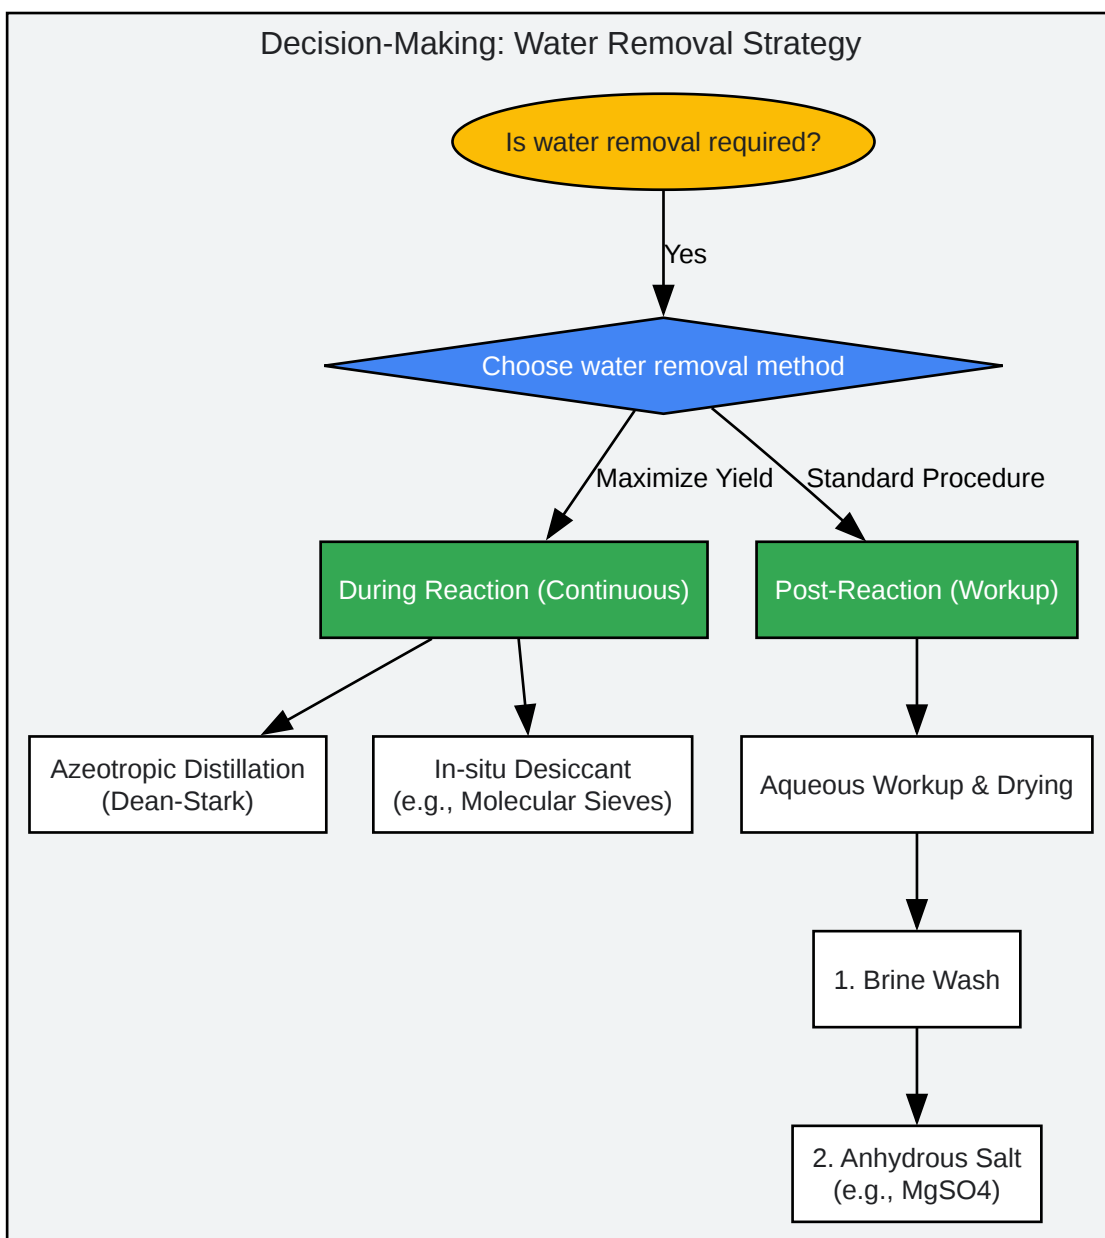 Decision-Making: Water Removal Strategy
Is water removal required?
Yes
Choose water removal method
Maximize Yield
Standard Procedure
During Reaction (Continuous)
Post-Reaction (Workup)
Azeotropic Distillation
(Dean-Stark)
In-situ Desiccant
(e.g., Molecular Sieves)
Aqueous Workup & Drying
1. Brine Wash
2. Anhydrous Salt
(e.g., MgSO4)